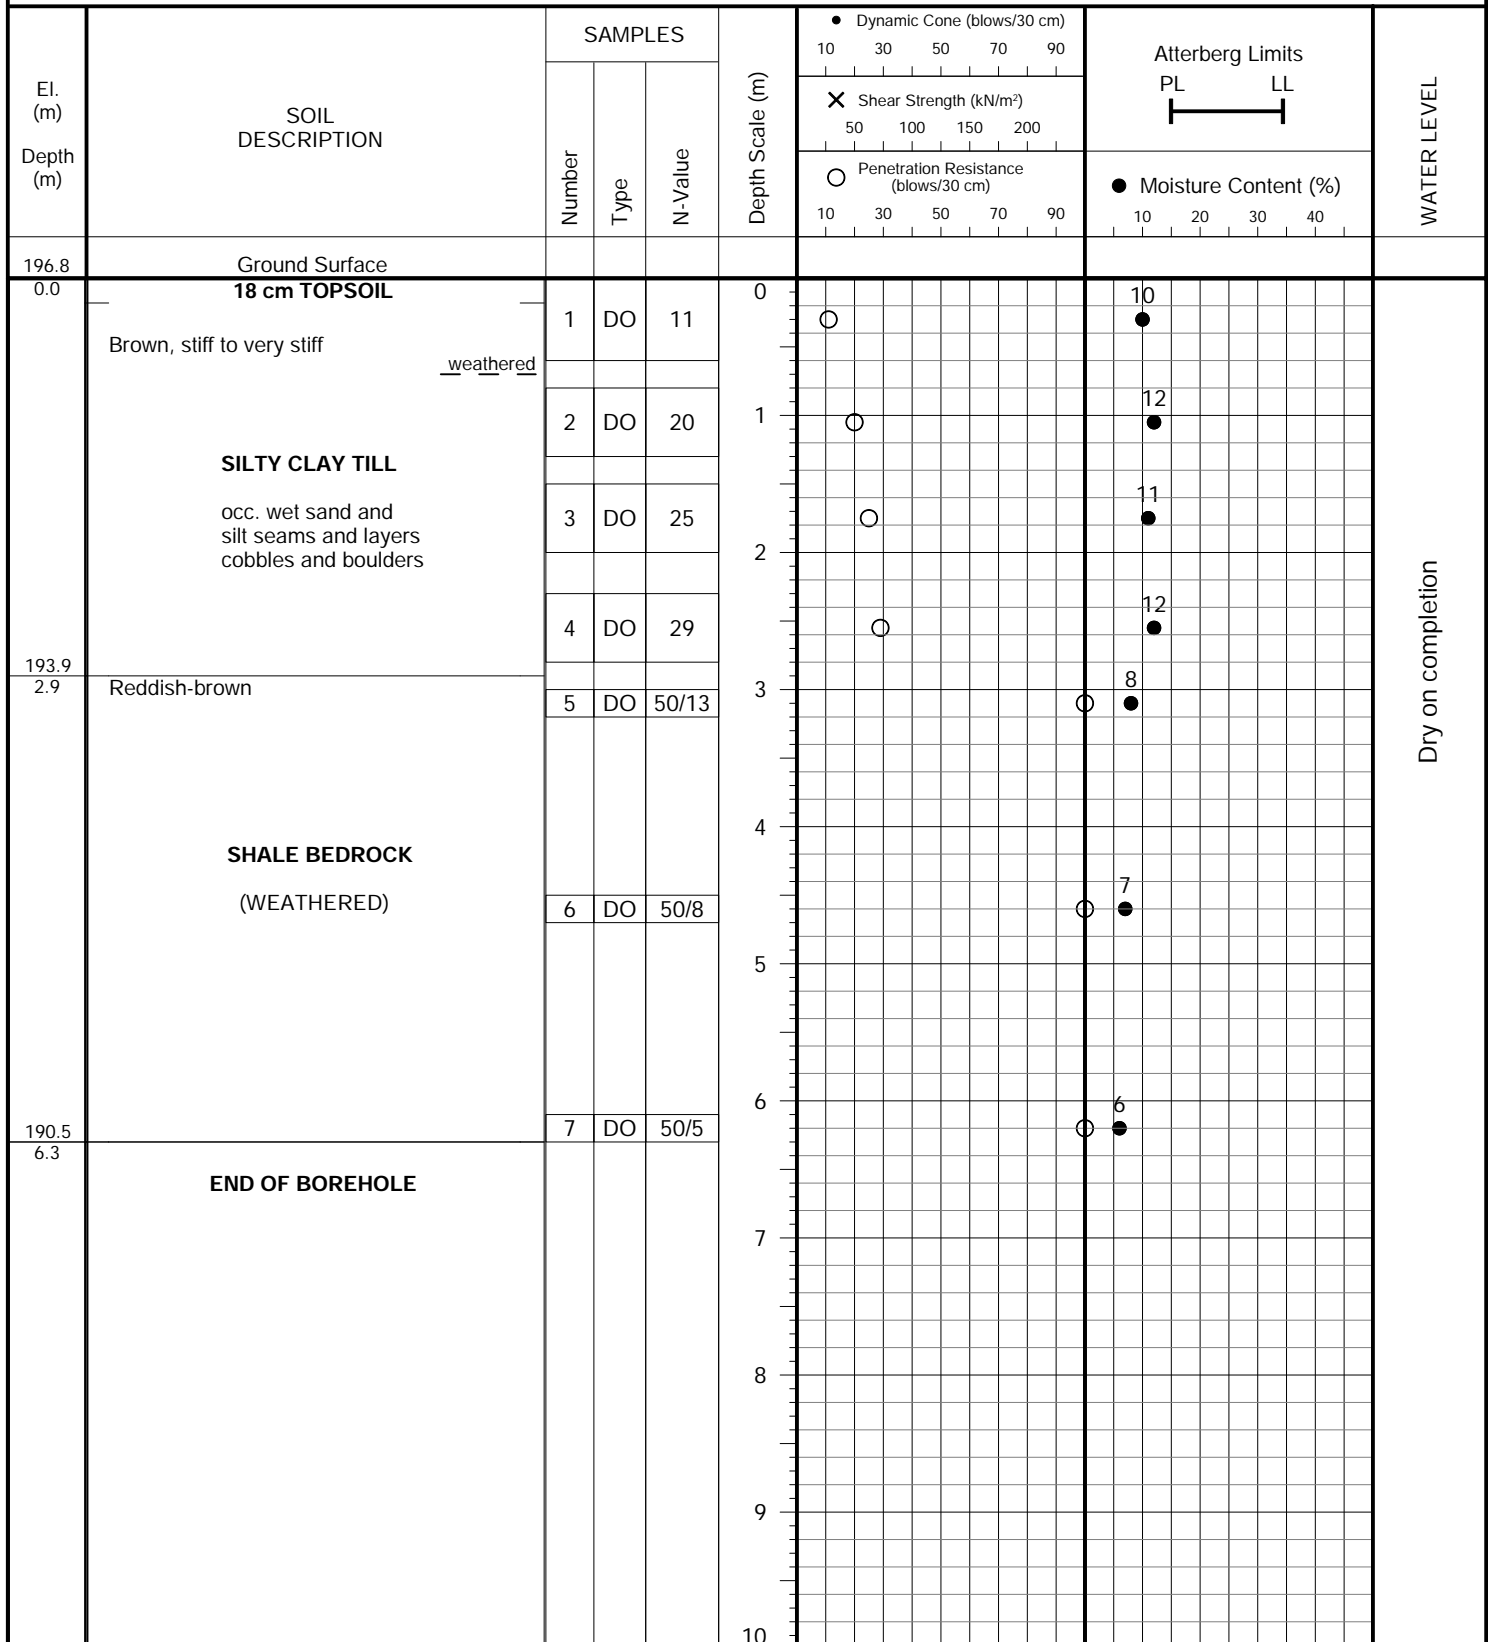 El.
(m)
Depth
(m)
SOIL
DESCRIPTION
SAMPLES
Number
Type
N-Value
Depth Scale (m)
● Dynamic Cone (blows/30 cm)
10 30 50 70 90
✕ Shear Strength (kN/m²)
50 100 150 200
○ Penetration Resistance
(blows/30 cm)
10 30 50 70 90
Atterberg Limits
PL LL
● Moisture Content (%)
10 20 30 40
WATER LEVEL
196.8 Ground Surface
0.0 18 cm TOPSOIL
0
10
1 DO 11
Brown, stiff to very stiff
weathered
12
1
2 DO 20
SILTY CLAY TILL
11
occ. wet sand and
3 DO 25
silt seams and layers
2
cobbles and boulders
12
4 DO 29
193.9
2.9 Reddish-brown
8
3
5 DO 50/13
Dry on completion
4
SHALE BEDROCK
7
(WEATHERED)
6 DO 50/8
5
6
6
7 DO 50/5
190.5
6.3
END OF BOREHOLE
7
8
9
10